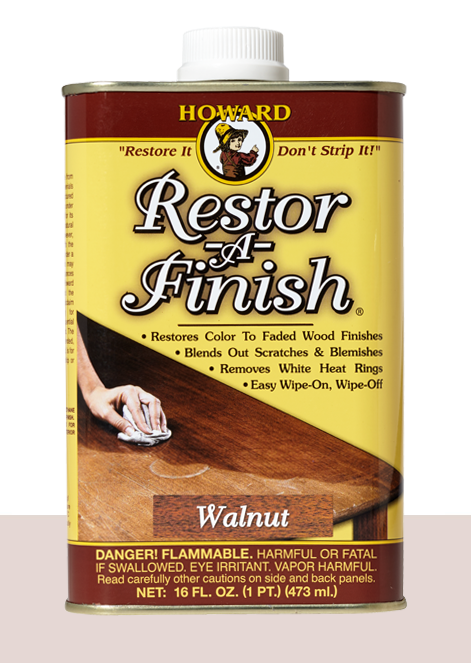 HOWARD
"Restore It Don't Strip It!"
Restor
-A-
Finish®
• Restores Color To Faded Wood Finishes
• Blends Out Scratches & Blemishes
• Removes White Heat Rings
• Easy Wipe-On, Wipe-Off
Walnut
DANGER! FLAMMABLE. HARMFUL OR FATAL
IF SWALLOWED. EYE IRRITANT. VAPOR HARMFUL.
Read carefully other cautions on side and back panels.
NET: 16 FL. OZ. (1 PT.) (473 ml.)